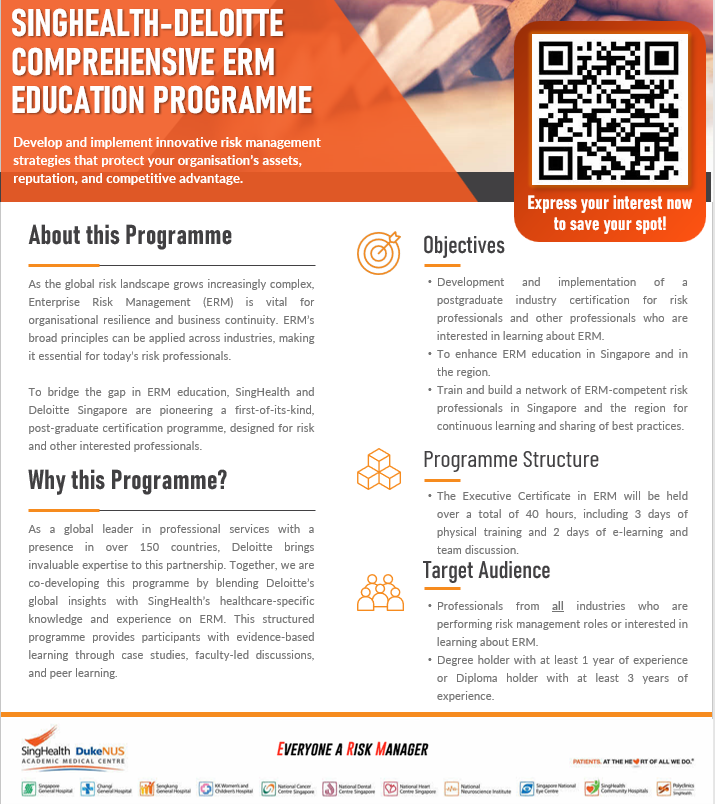 SINGHEALTH-DELOITTE
COMPREHENSIVE ERM
EDUCATION PROGRAMME
Develop and implement innovative risk management
strategies that protect your organisation's assets,
reputation, and competitive advantage.
Express your interest now
to save your spot!
About this Programme
As the global risk landscape grows increasingly complex,
Enterprise Risk Management (ERM) is vital for
organisational resilience and business continuity. ERM's
broad principles can be applied across industries, making
it essential for today's risk professionals.
To bridge the gap in ERM education, SingHealth and
Deloitte Singapore are pioneering a first-of-its-kind,
post-graduate certification programme, designed for risk
and other interested professionals.
Why this Programme?
As a global leader in professional services with a
presence in over 150 countries, Deloitte brings
invaluable expertise to this partnership. Together, we are
co-developing this programme by blending Deloitte's
global insights with SingHealth's healthcare-specific
knowledge and experience on ERM. This structured
programme provides participants with evidence-based
learning through case studies, faculty-led discussions,
and peer learning.
Objectives
• Development and implementation of a
postgraduate industry certification for risk
professionals and other professionals who are
interested in learning about ERM.
• To enhance ERM education in Singapore and in
the region.
• Train and build a network of ERM-competent risk
professionals in Singapore and the region for
continuous learning and sharing of best practices.
Programme Structure
• The Executive Certificate in ERM will be held
over a total of 40 hours, including 3 days of
physical training and 2 days of e-learning and
team discussion.
Target Audience
• Professionals from all industries who are
performing risk management roles or interested in
learning about ERM.
• Degree holder with at least 1 year of experience
or Diploma holder with at least 3 years of
experience.
SingHealth DukeNUS
ACADEMIC MEDICAL CENTRE
EVERYONE A RISK MANAGER
PATIENTS. AT THE HE♥RT OF ALL WE DO.®
Singapore
General Hospital
Changi
General Hospital
Sengkang
General Hospital
KK Women's and
Children's Hospital
National Cancer
Centre Singapore
National Dental
Centre Singapore
National Heart
Centre Singapore
National
Neuroscience Institute
Singapore National
Eye Centre
SingHealth
Community Hospitals
Polyclinics